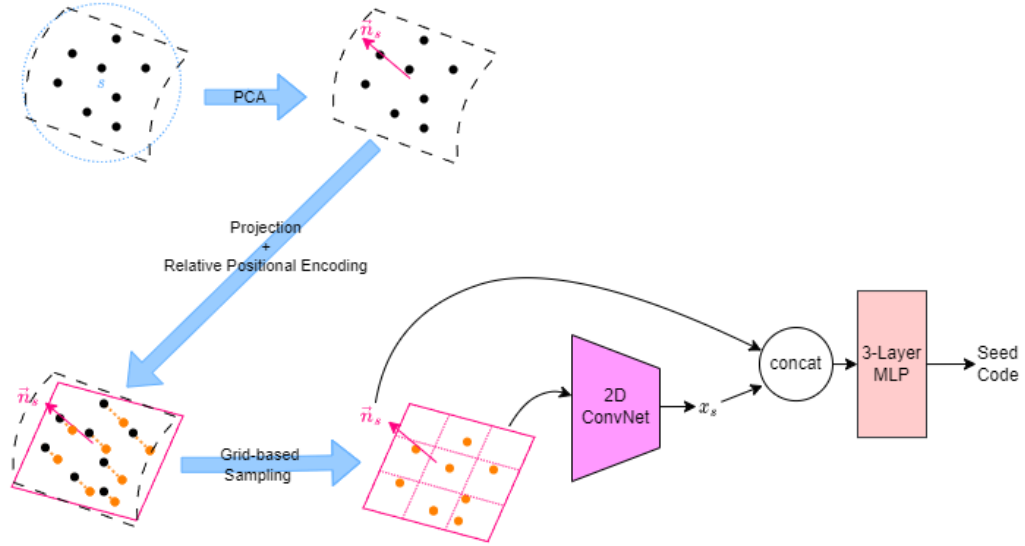 s
PCA
n⃗s
Projection
+
Relative Positional Encoding
n⃗s
Grid-based
Sampling
n⃗s
2D
ConvNet
xs
concat
3-Layer
MLP
Seed
Code